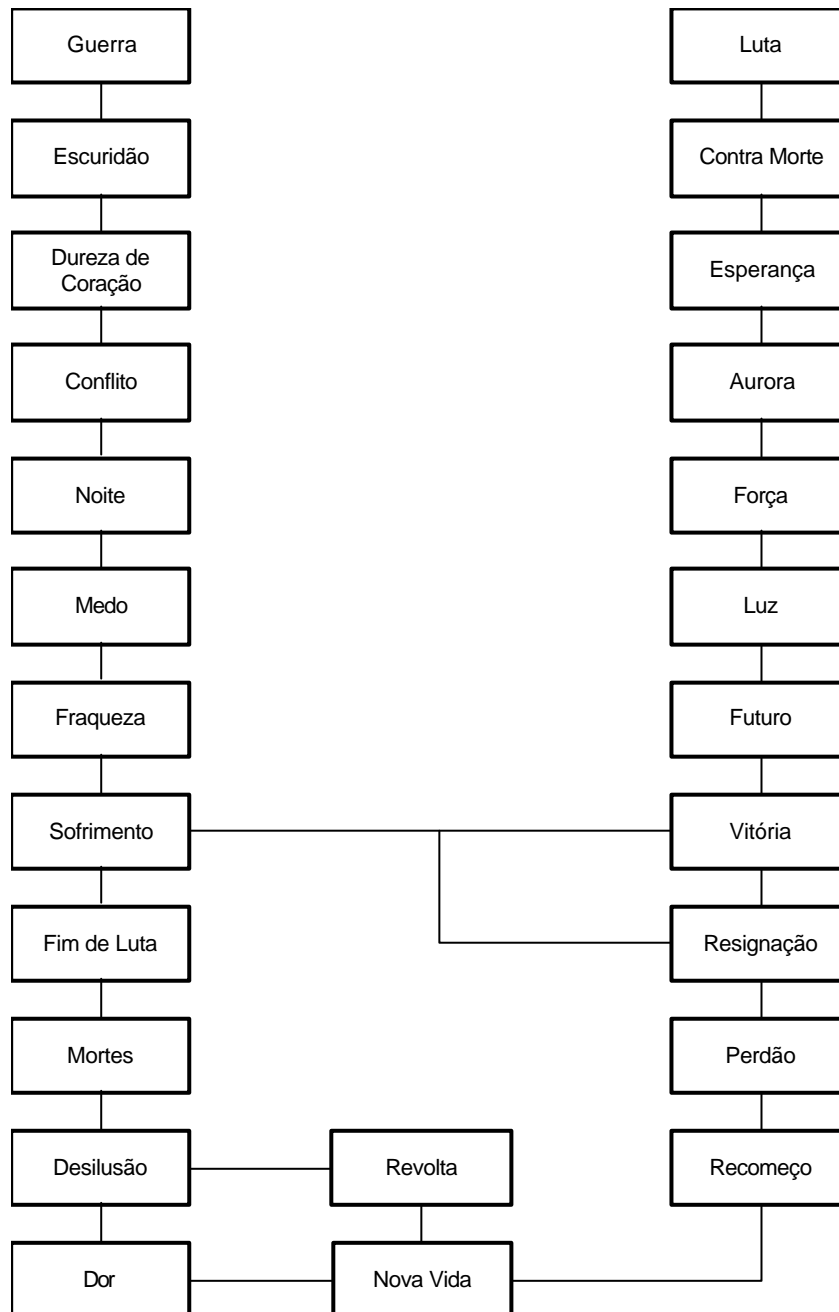 Guerra
Luta
Escuridão
Contra Morte
Dureza de
Coração
Esperança
Conflito
Aurora
Noite
Força
Medo
Luz
Fraqueza
Futuro
Sofrimento
Vitória
Fim de Luta
Resignação
Mortes
Perdão
Desilusão
Revolta
Recomeço
Dor
Nova Vida